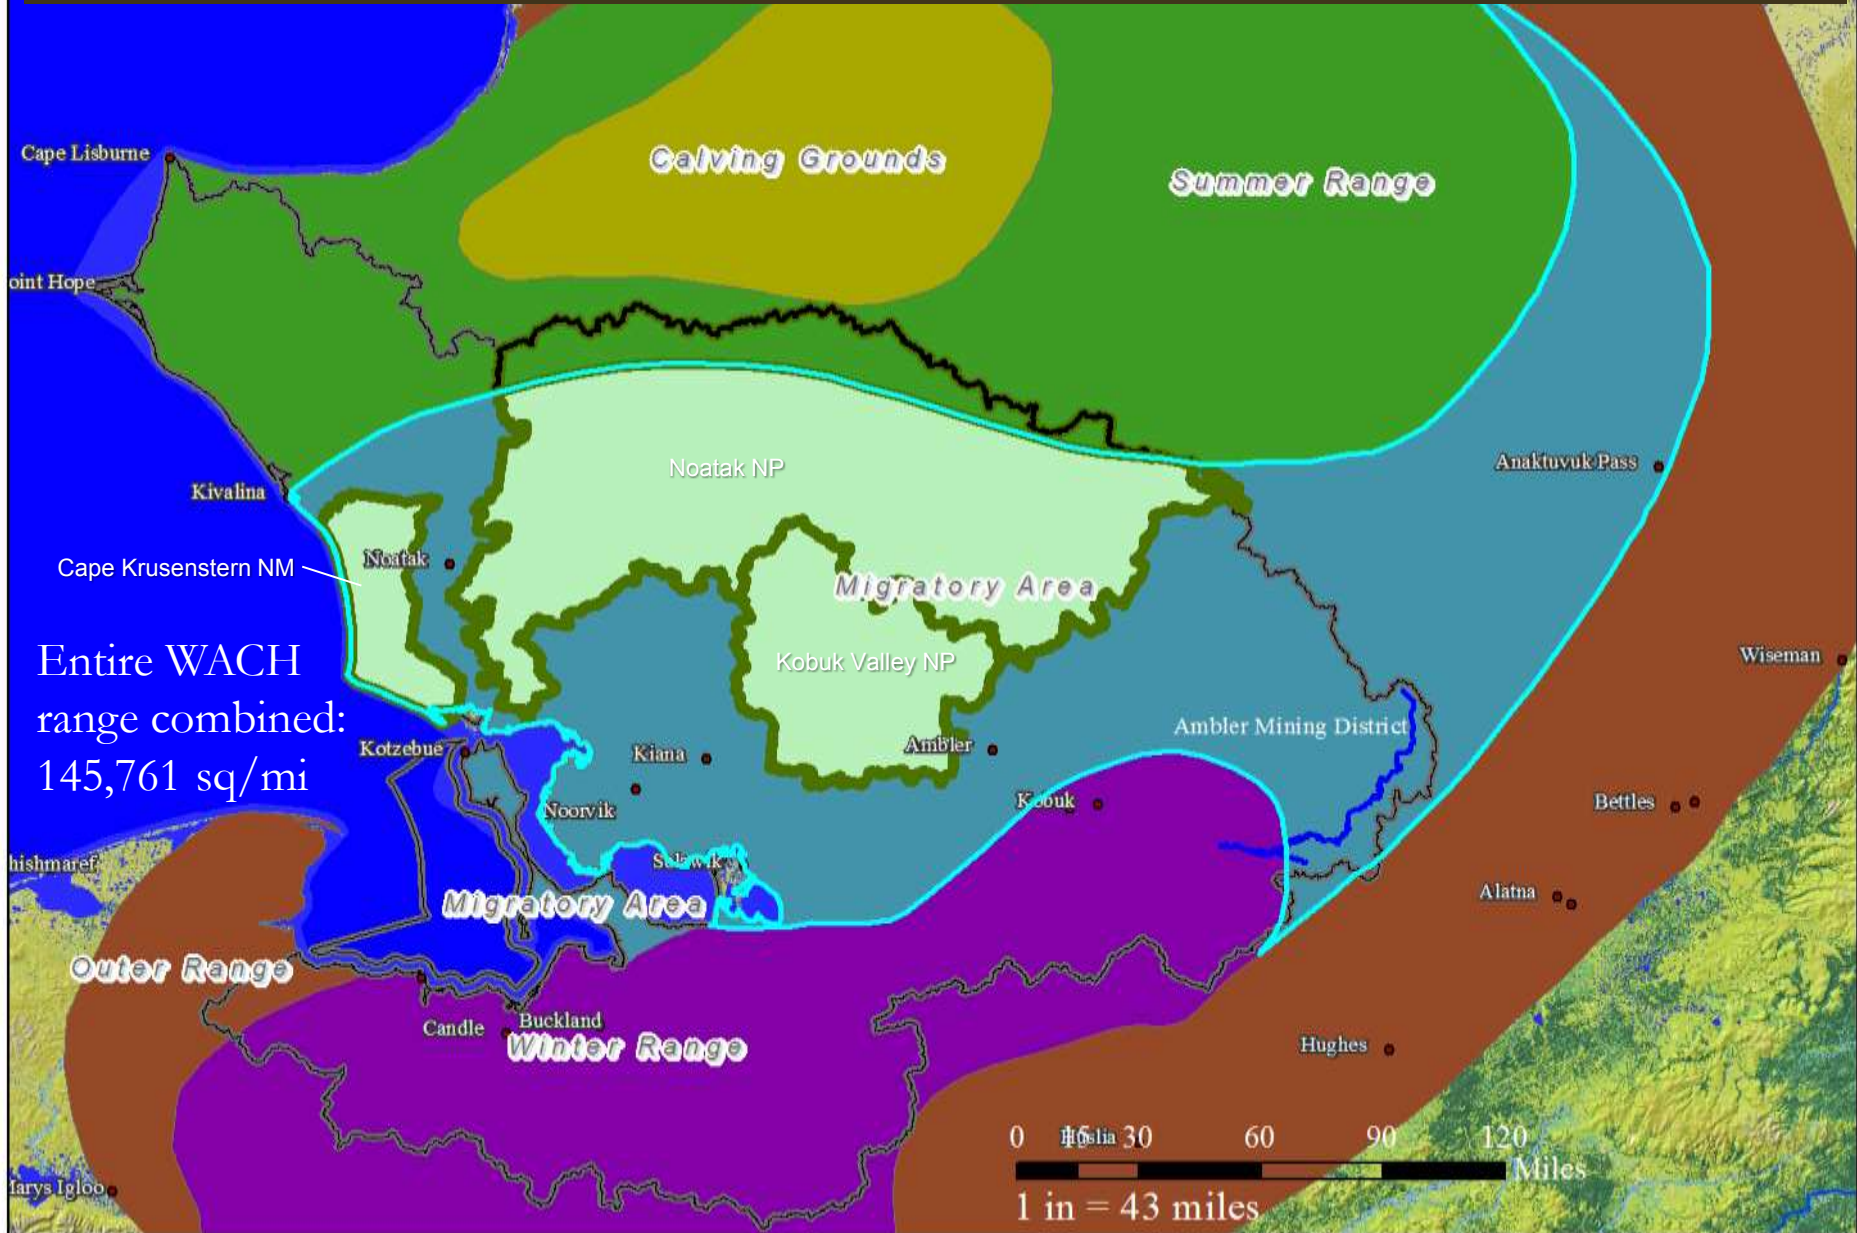 Cape Lisburne
Calving Grounds
Summer Range
oint Hope
Anaktuvuk Pass
Noatak NP
Kivalina
Noatak
Cape Krusenstern NM
Migratory Area
Wiseman
Kobuk Valley NP
Entire WACH
range combined:
145,761 sq/mi
Ambler Mining District
Kotzebue
Kiana
Ambler
Kobuk
Bettles
Noorvik
hishmaref
Selawik
Alatna
Migratory Area
Outer Range
Candle
Buckland
Winter Range
Hughes
Huslia
0 15 30 60 90 120
Miles
1 in = 43 miles
Marys Igloo